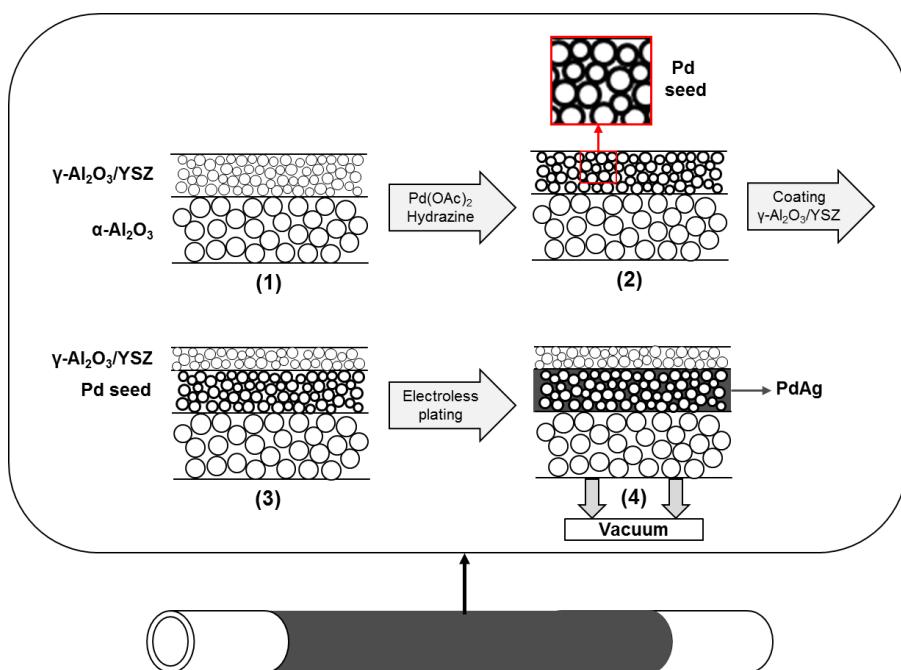 Pd
seed
γ-Al₂O₃/YSZ
α-Al₂O₃
Pd(OAc)₂
Hydrazine
Coating
γ-Al₂O₃/YSZ
(1)
(2)
γ-Al₂O₃/YSZ
Pd seed
Electroless
plating
PdAg
(3)
(4)
Vacuum